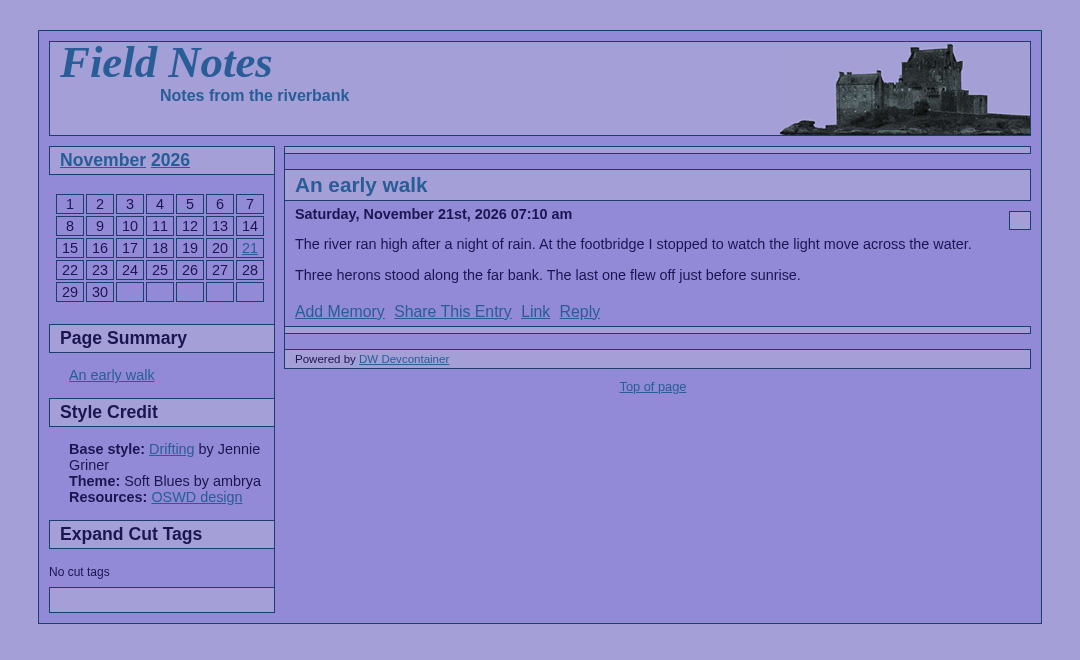 Field Notes
Notes from the riverbank
November 2026
1 2 3 4 5 6 7
8 9 10 11 12 13 14
15 16 17 18 19 20 21
22 23 24 25 26 27 28
29 30
Page Summary
An early walk
Style Credit
Base style: Drifting by Jennie
Griner
Theme: Soft Blues by ambrya
Resources: OSWD design
Expand Cut Tags
No cut tags
An early walk
Saturday, November 21st, 2026 07:10 am
The river ran high after a night of rain. At the footbridge I stopped to watch the light move across the water.
Three herons stood along the far bank. The last one flew off just before sunrise.
Add Memory Share This Entry Link Reply
Powered by DW Devcontainer
Top of page